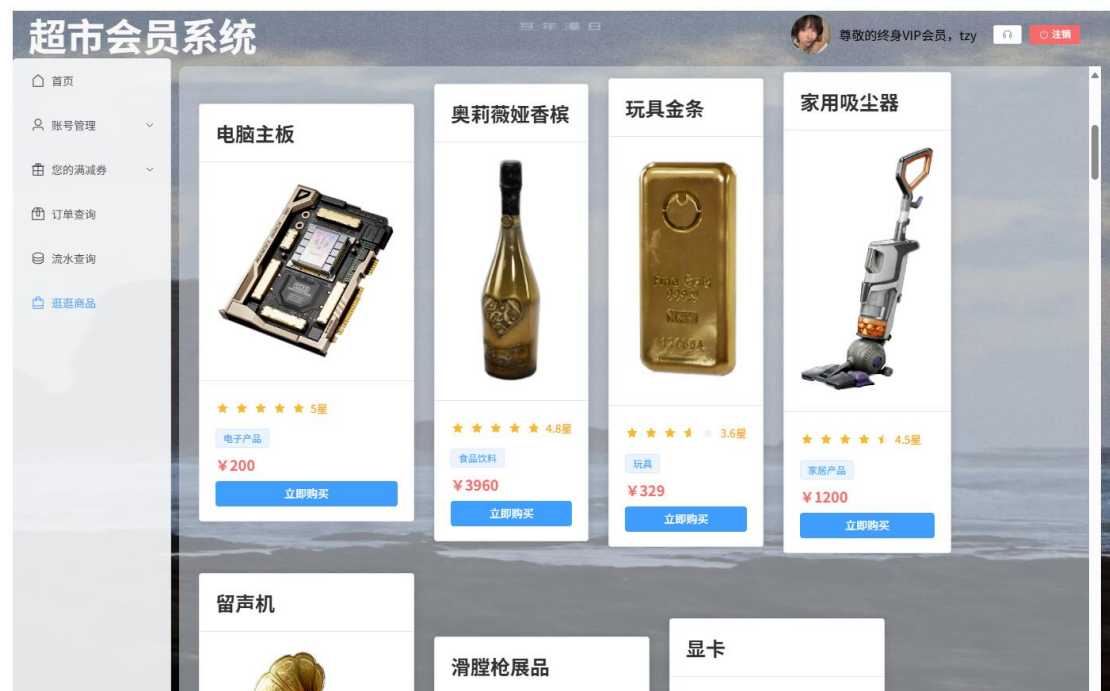 超市会员系统
尊敬的终身VIP会员，tzy
注销
首页
账号管理
您的满减券
订单查询
流水查询
逛逛商品
电脑主板
5星
电子产品
￥200
立即购买
奥莉薇娅香槟
4.8星
食品饮料
￥3960
立即购买
玩具金条
Fine Gold
999.9
3.6星
玩具
￥329
立即购买
家用吸尘器
4.5星
家居产品
￥1200
立即购买
留声机
滑膛枪展品
显卡